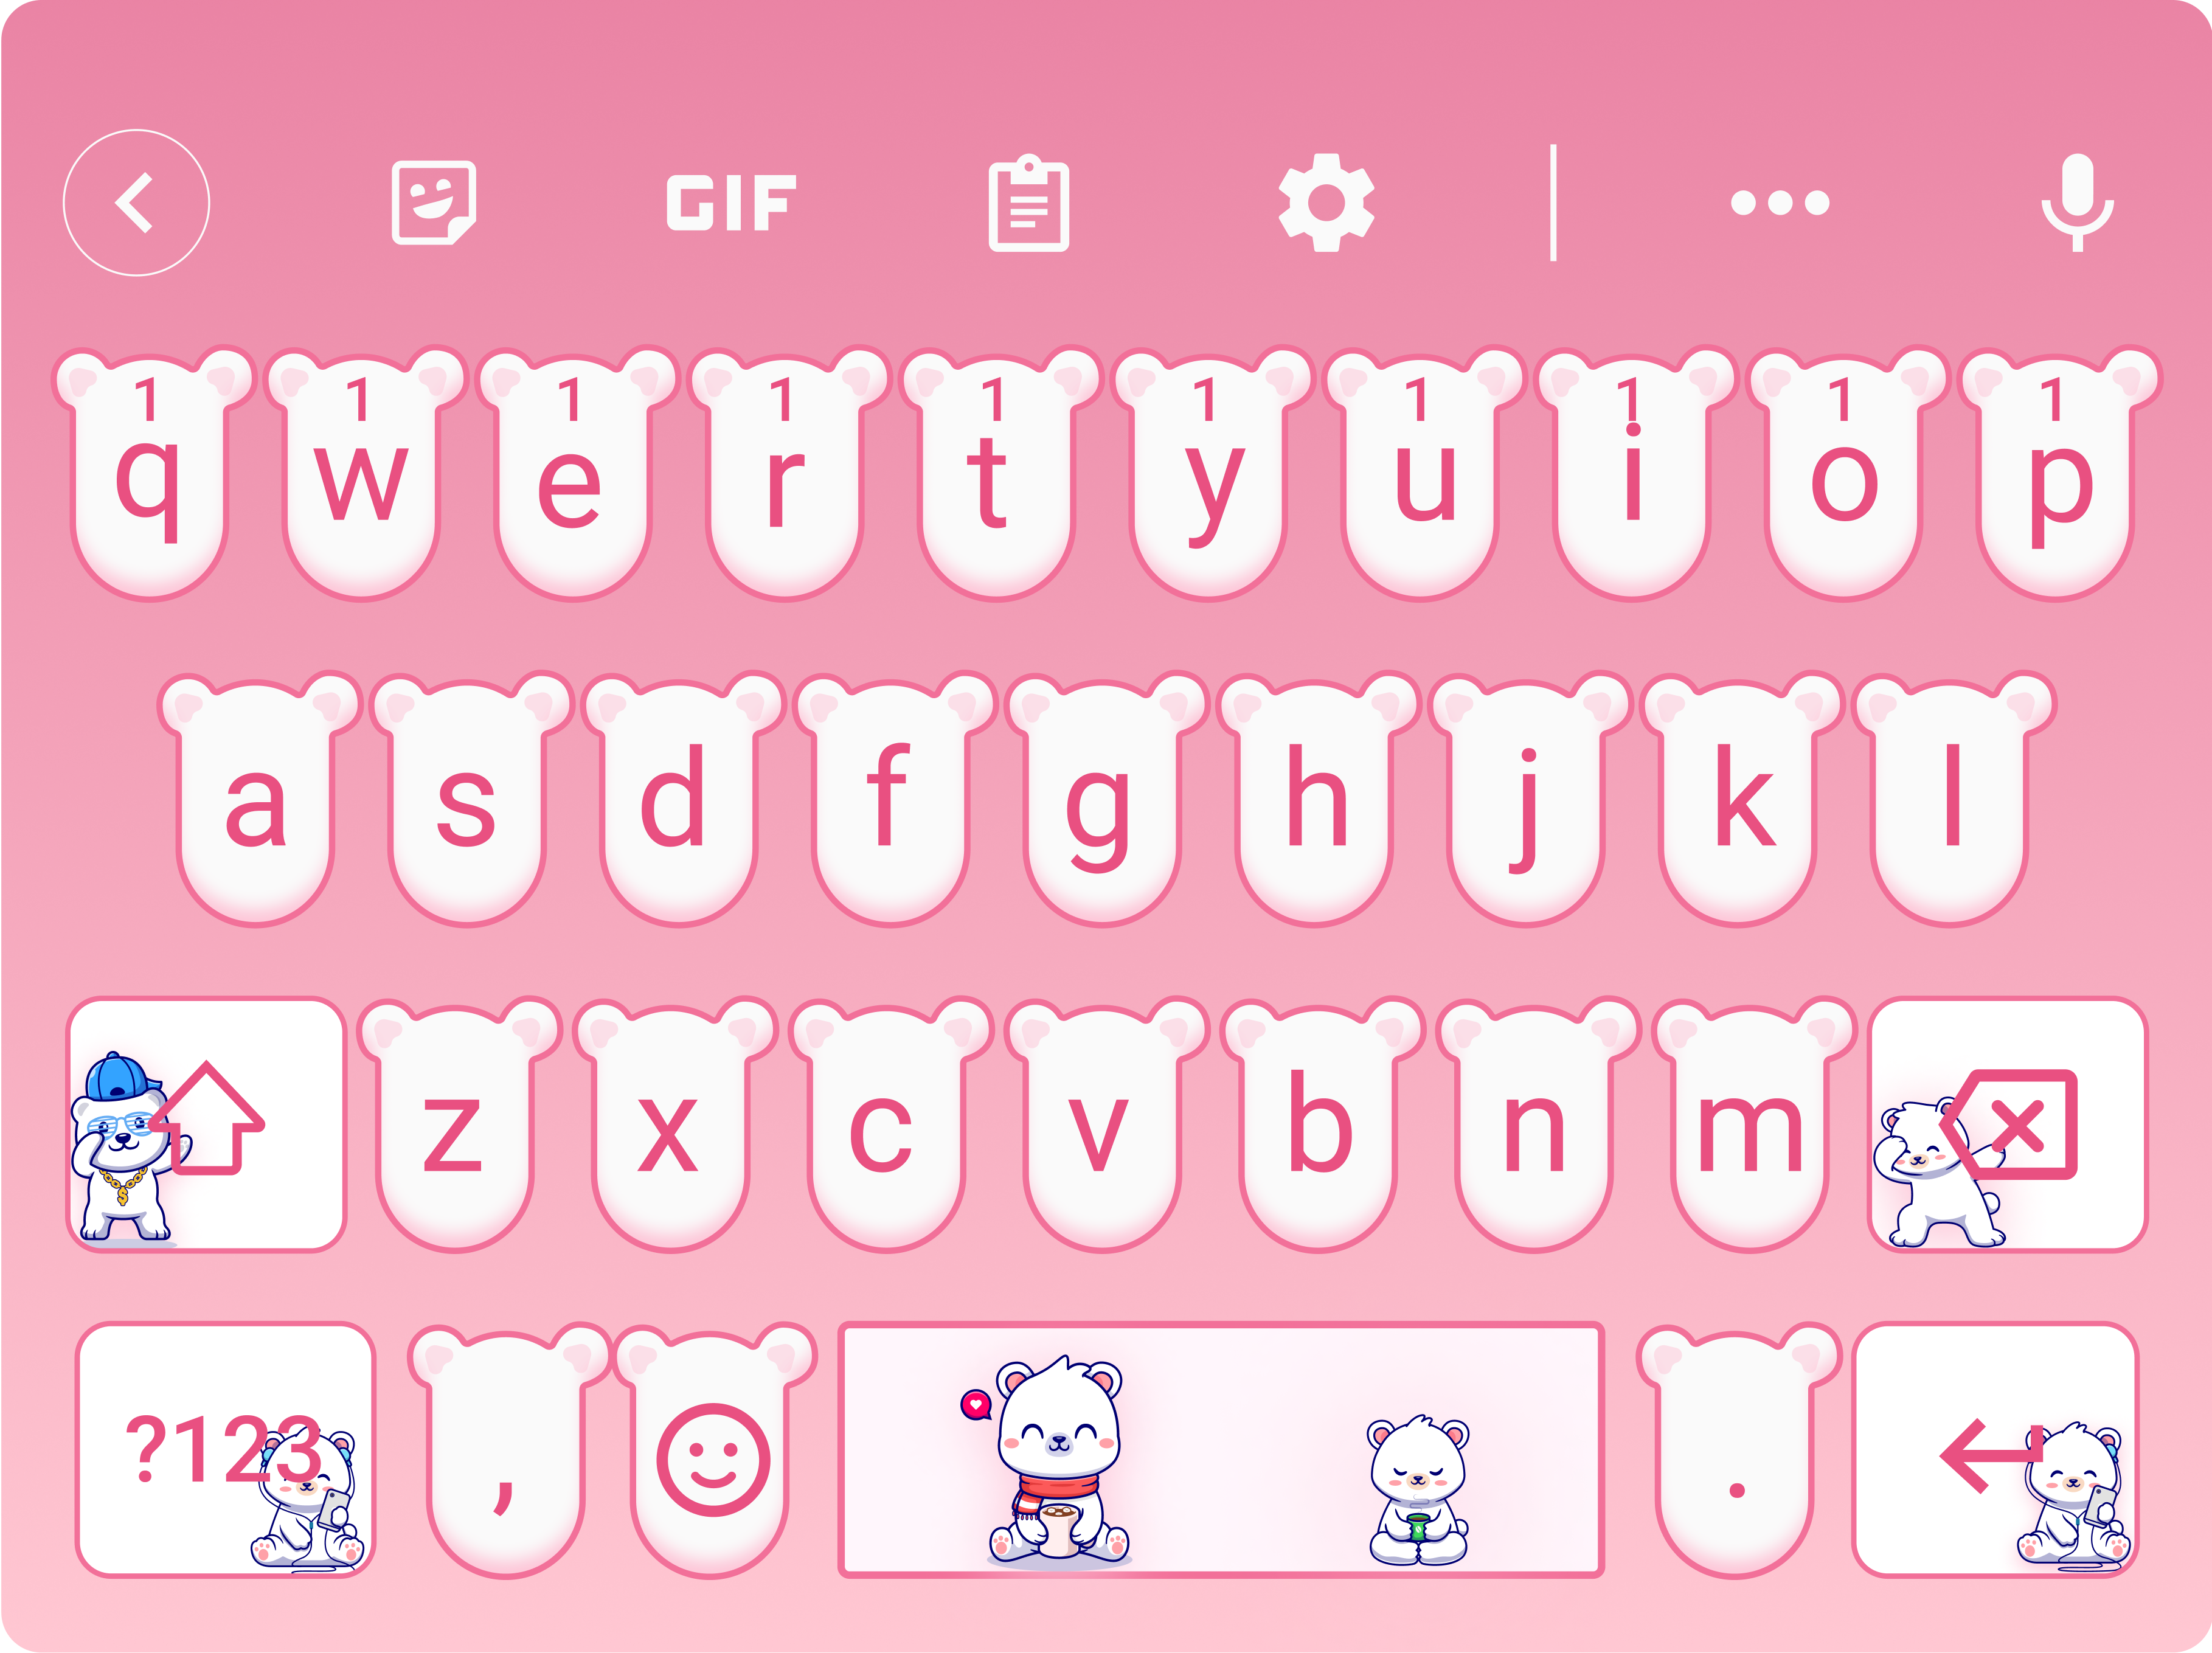 GIF
1 1 1 1 1 1 1 1 1 1
q w e r t y u i o p
a s d f g h j k l
z x c v b n m
?123 , .